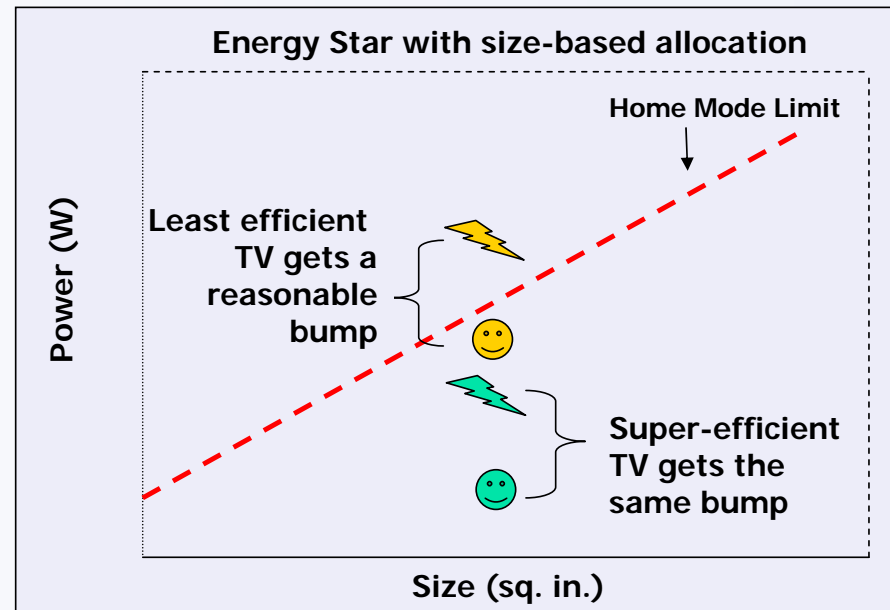 Energy Star with size-based allocation
Home Mode Limit
Power (W)
Least efficient
TV gets a
reasonable
bump
Super-efficient
TV gets the
same bump
Size (sq. in.)